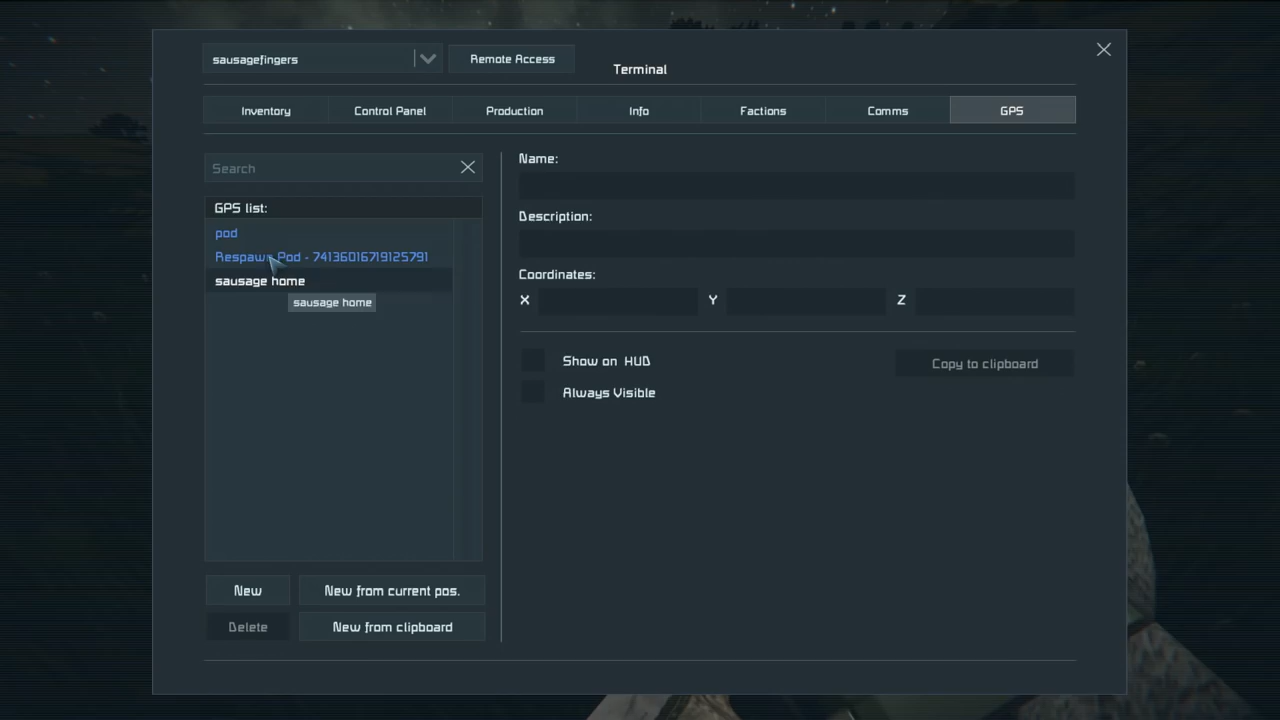 sausagefingers
Remote Access
Terminal
Inventory
Control Panel
Production
Info
Factions
Comms
GPS
Search
GPS list:
pod
Respawn Pod - 74136016719125791
sausage home
sausage home
New
New from current pos.
Delete
New from clipboard
Name:
Description:
Coordinates:
X
Y
Z
Show on HUD
Always Visible
Copy to clipboard